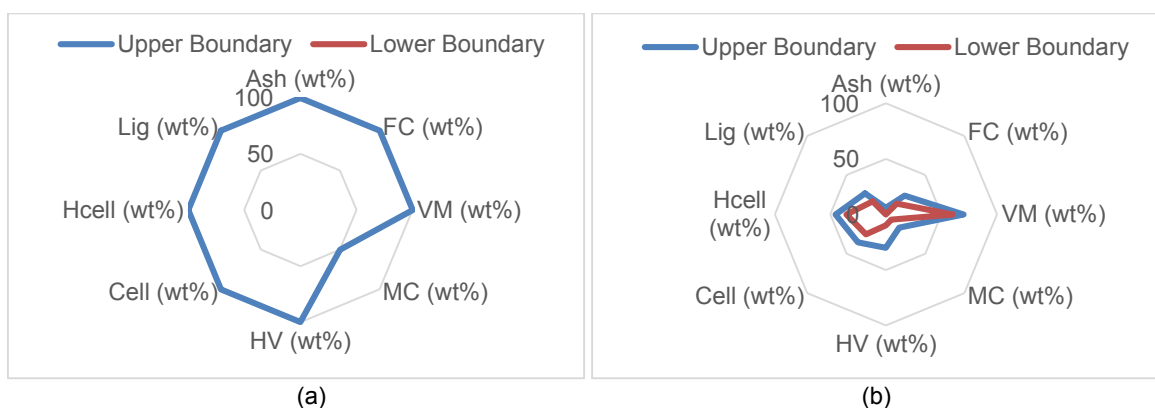 Upper Boundary Lower Boundary
Ash (wt%)
100
Lig (wt%)
FC (wt%)
50
Hcell (wt%)
0
VM (wt%)
Cell (wt%)
MC (wt%)
HV (wt%)
(a)
Upper Boundary Lower Boundary
Ash (wt%)
100
Lig (wt%)
FC (wt%)
50
Hcell
(wt%)
0
VM (wt%)
Cell (wt%)
MC (wt%)
HV (wt%)
(b)